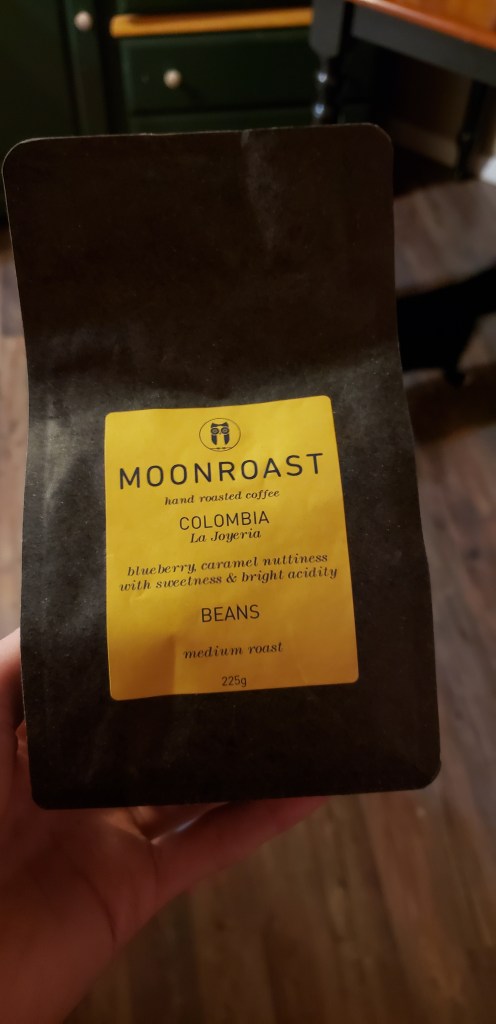 MOONROAST
hand roasted coffee
COLOMBIA
La Joyeria
blueberry, caramel nuttiness
with sweetness & bright acidity
BEANS
medium roast
225g